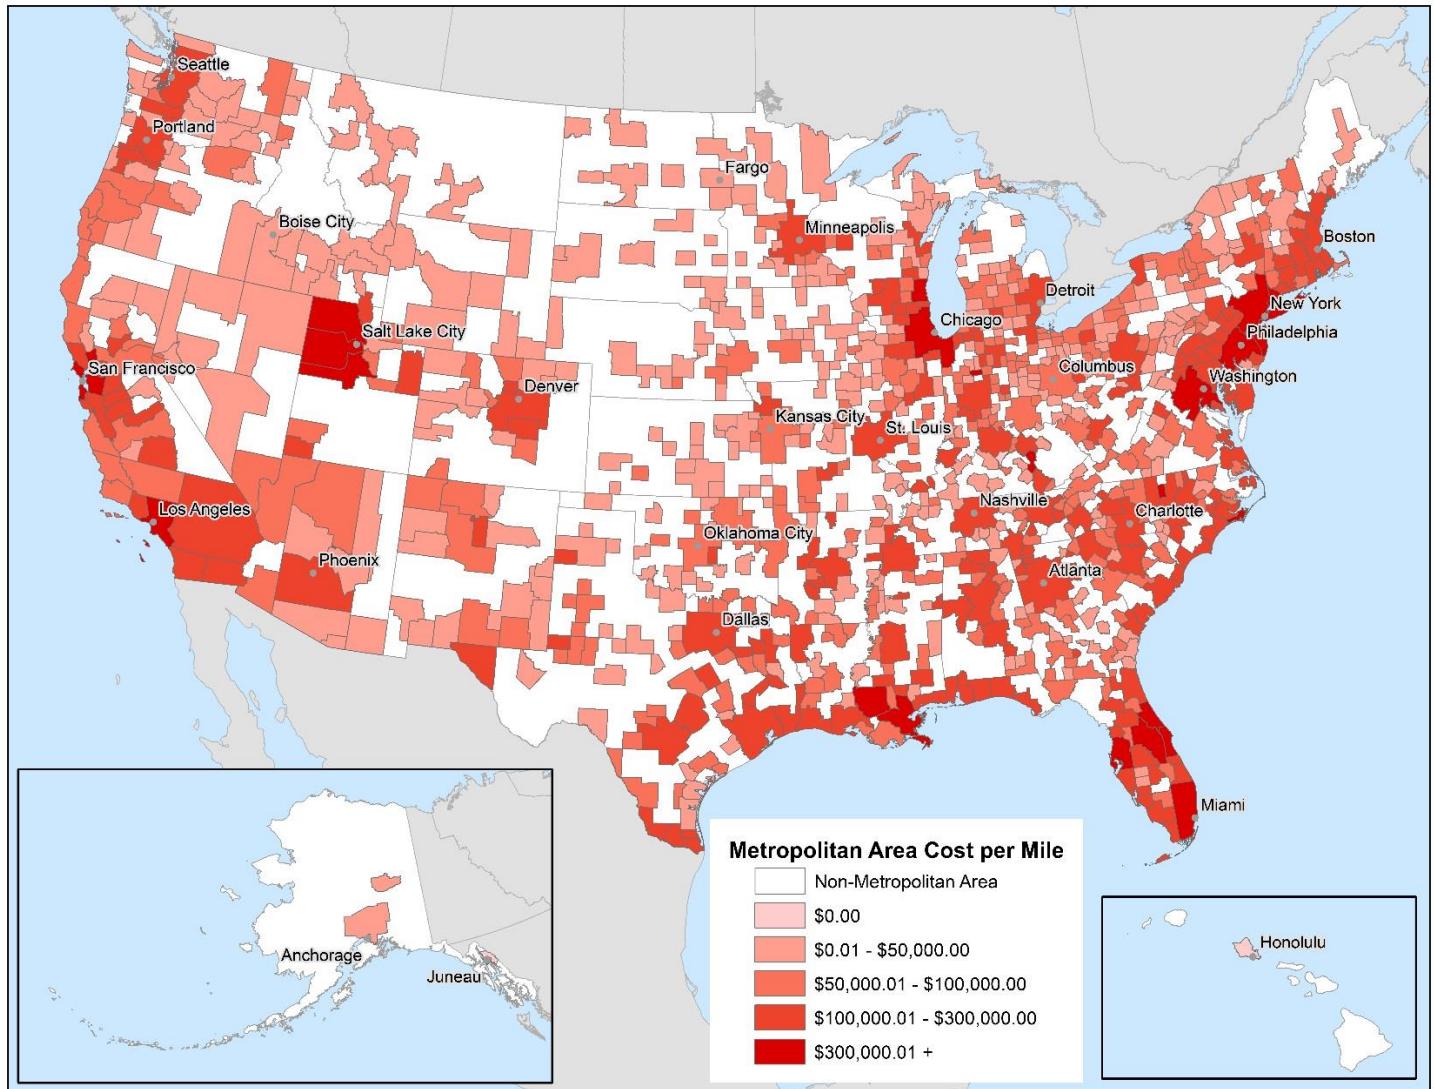 Seattle
Portland
Fargo
Boise City
Minneapolis
Boston
Detroit
New York
Chicago
Salt Lake City
Philadelphia
San Francisco
Columbus
Denver
Washington
Kansas City
St. Louis
Nashville
Los Angeles
Charlotte
Oklahoma City
Phoenix
Atlanta
Dallas
Miami
Anchorage
Juneau
Honolulu
Metropolitan Area Cost per Mile
Non-Metropolitan Area
$0.00
$0.01 - $50,000.00
$50,000.01 - $100,000.00
$100,000.01 - $300,000.00
$300,000.01 +